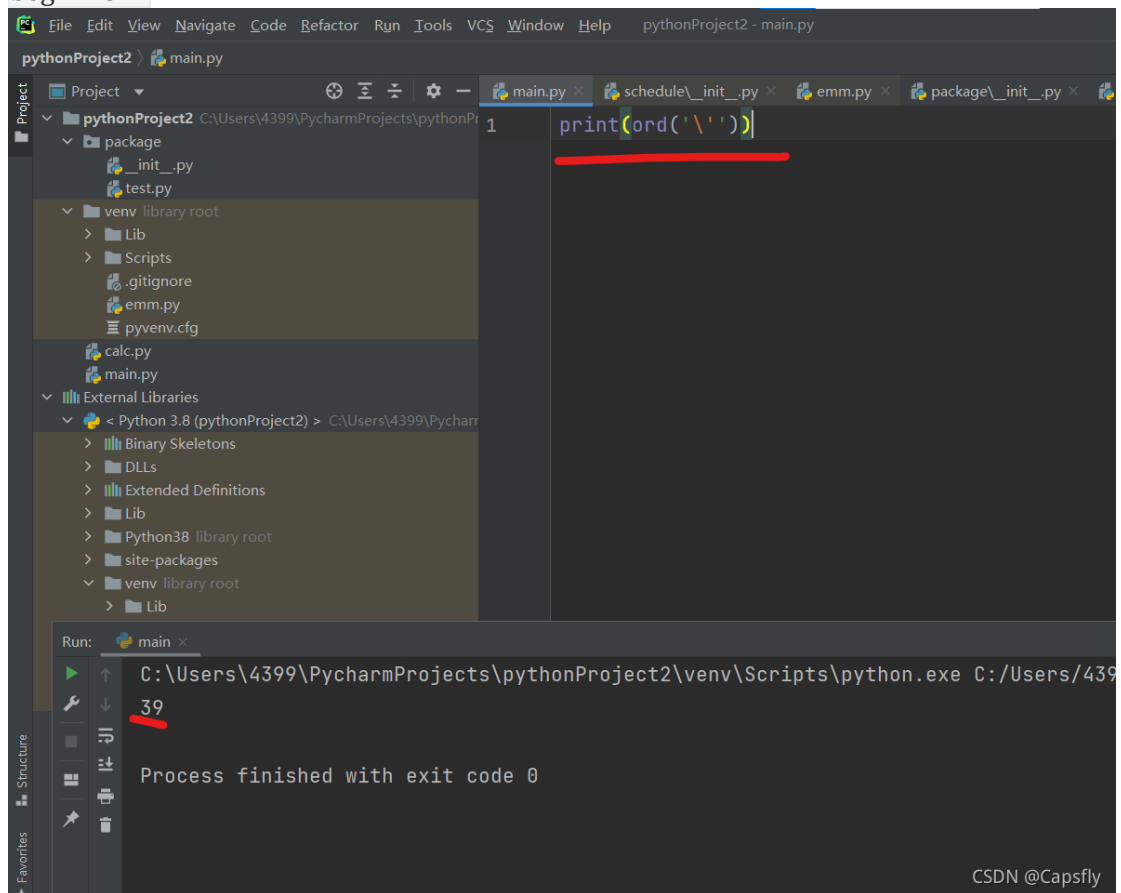 File Edit View Navigate Code Refactor Run Tools VCS Window Help pythonProject2 - main.py
pythonProject2 main.py
Project
Project
main.py schedule\__init__.py emm.py package\__init__.py
pythonProject2 C:\Users\4399\PycharmProjects\pythonPr
package
__init__.py
test.py
venv library root
Lib
Scripts
.gitignore
emm.py
pyvenv.cfg
calc.py
main.py
External Libraries
< Python 3.8 (pythonProject2) > C:\Users\4399\Pycharm
Binary Skeletons
DLLs
Extended Definitions
Lib
Python38 library root
site-packages
venv library root
Lib
1 print(ord('\''))
Run: main
C:\Users\4399\PycharmProjects\pythonProject2\venv\Scripts\python.exe C:/Users/439
39
Process finished with exit code 0
Structure
Favorites
CSDN @Capsfly